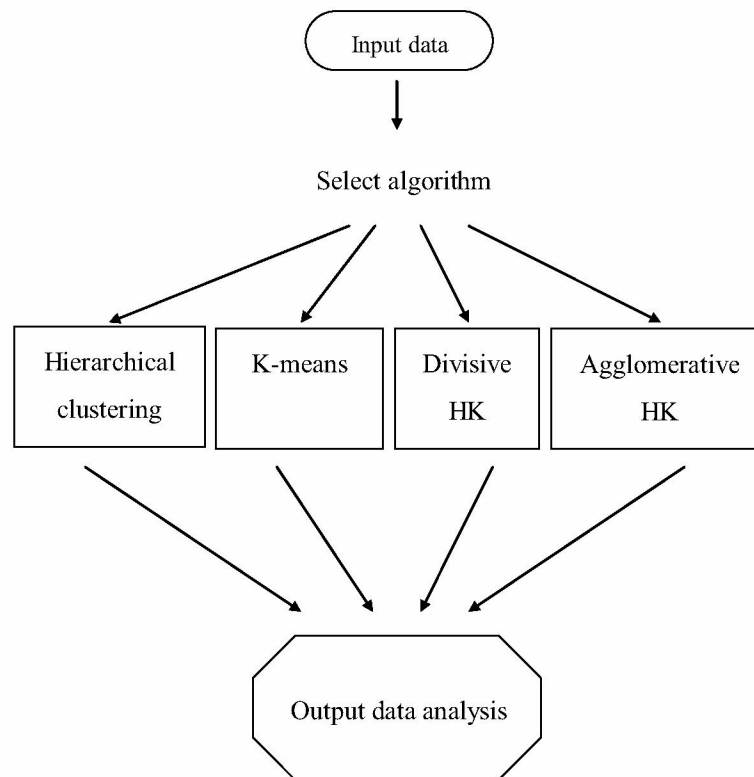 Input data
Select algorithm
Hierarchical
clustering
K-means
Divisive
HK
Agglomerative
HK
Output data analysis